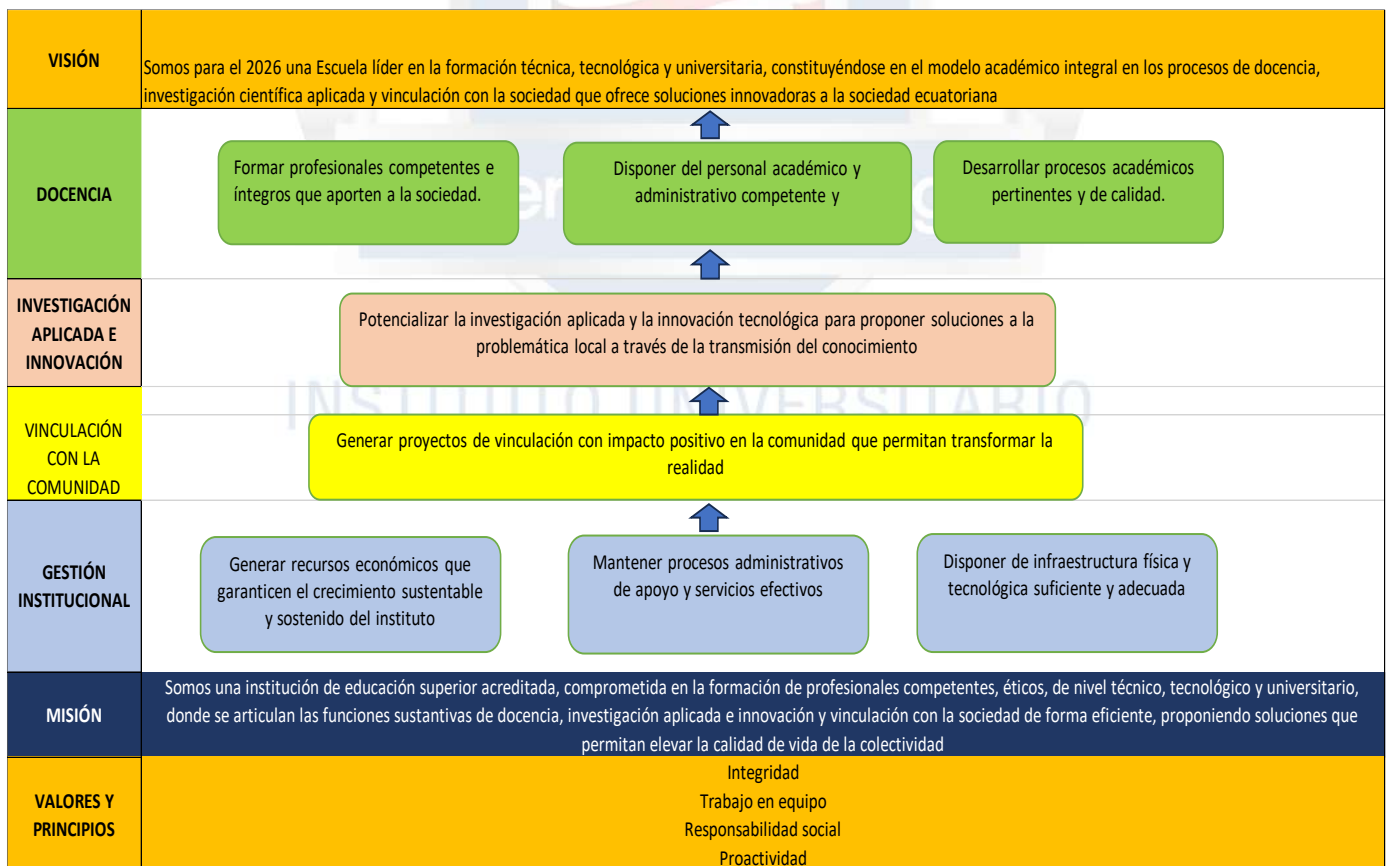 VISIÓN
Somos para el 2026 una Escuela líder en la formación técnica, tecnológica y universitaria, constituyéndose en el modelo académico integral en los procesos de docencia,
investigación científica aplicada y vinculación con la sociedad que ofrece soluciones innovadoras a la sociedad ecuatoriana
DOCENCIA
Formar profesionales competentes e
íntegros que aporten a la sociedad.
Disponer del personal académico y
administrativo competente y
Desarrollar procesos académicos
pertinentes y de calidad.
INVESTIGACIÓN
APLICADA E
INNOVACIÓN
Potencializar la investigación aplicada y la innovación tecnológica para proponer soluciones a la
problemática local a través de la transmisión del conocimiento
INSTITUTO UNIVERSITARIO
VINCULACIÓN
CON LA
COMUNIDAD
Generar proyectos de vinculación con impacto positivo en la comunidad que permitan transformar la
realidad
GESTIÓN
INSTITUCIONAL
Generar recursos económicos que
garanticen el crecimiento sustentable
y sostenido del instituto
Mantener procesos administrativos
de apoyo y servicios efectivos
Disponer de infraestructura física y
tecnológica suficiente y adecuada
MISIÓN
Somos una institución de educación superior acreditada, comprometida en la formación de profesionales competentes, éticos, de nivel técnico, tecnológico y universitario,
donde se articulan las funciones sustantivas de docencia, investigación aplicada e innovación y vinculación con la sociedad de forma eficiente, proponiendo soluciones que
permitan elevar la calidad de vida de la colectividad
VALORES Y
PRINCIPIOS
Integridad
Trabajo en equipo
Responsabilidad social
Proactividad